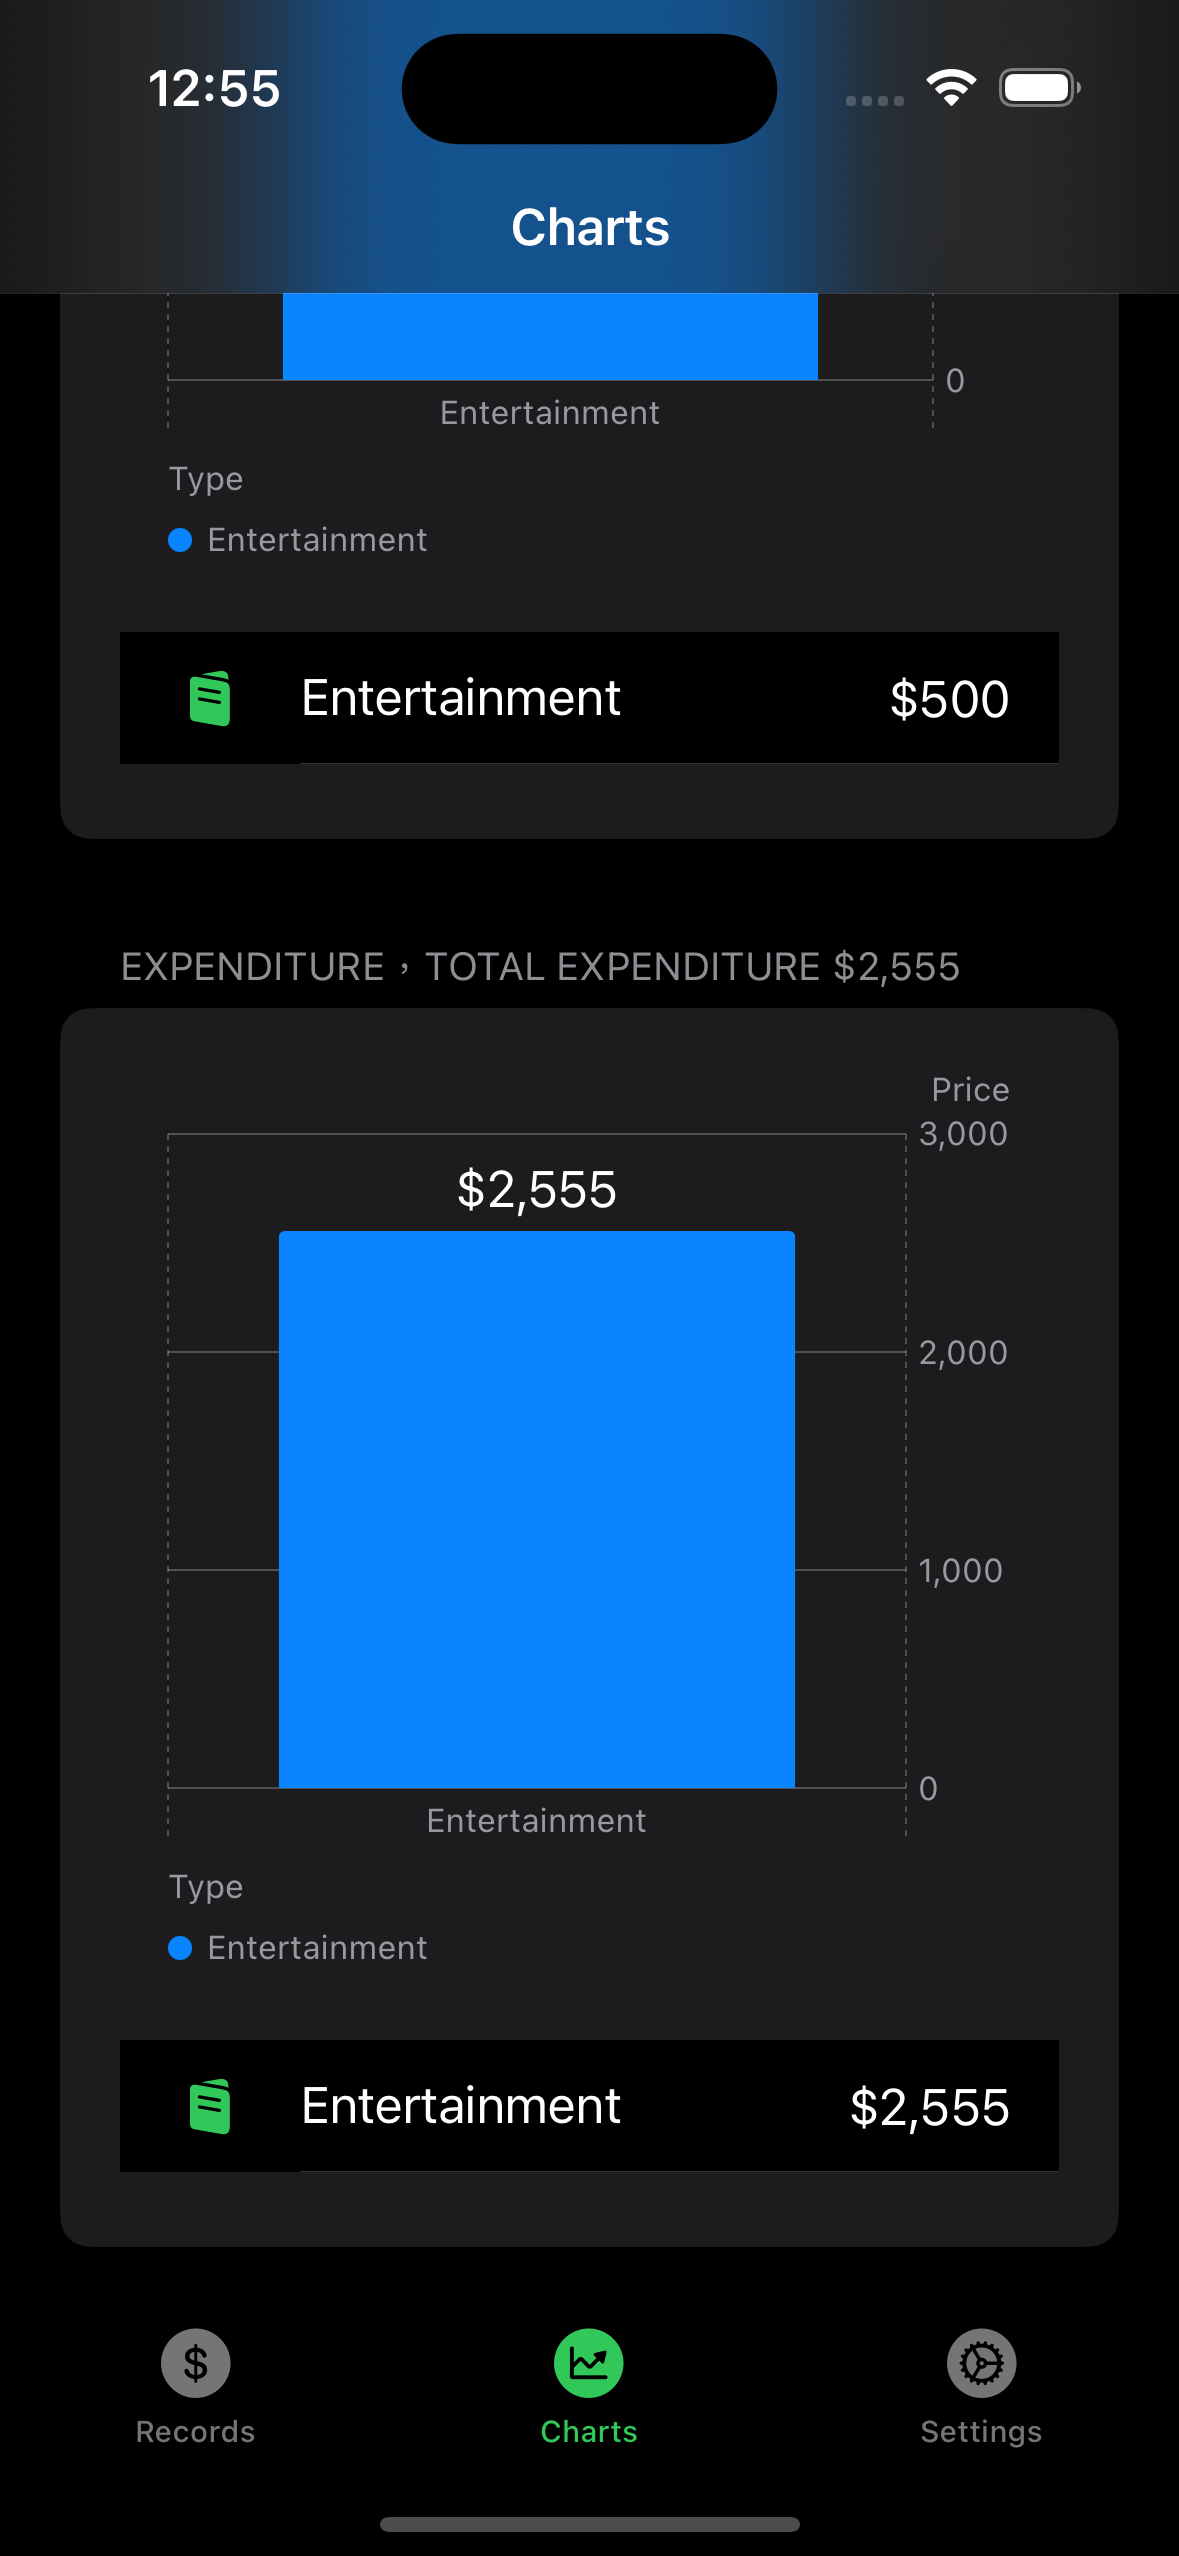 12:55
Charts
0
Entertainment
Type
Entertainment
Entertainment $500
EXPENDITURE，TOTAL EXPENDITURE $2,555
Price
3,000
$2,555
2,000
1,000
0
Entertainment
Type
Entertainment
Entertainment $2,555
Records Charts Settings